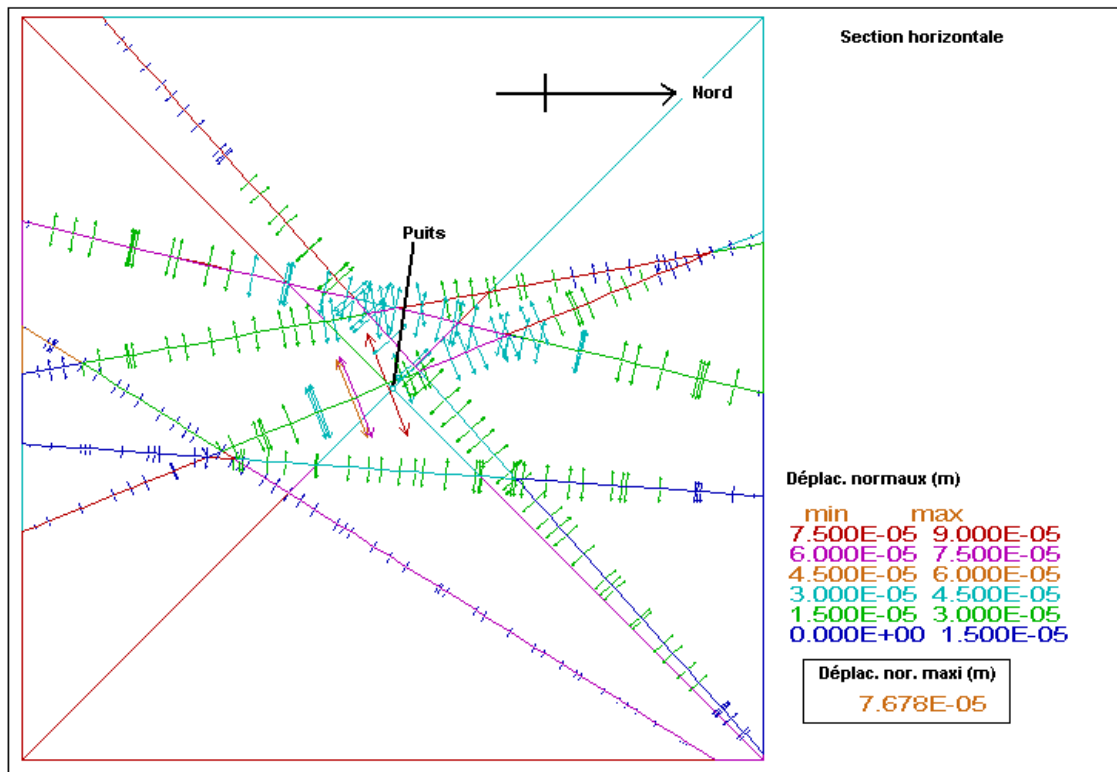 Section horizontale
Nord
Puits
Déplac. normaux (m)
min max
7.500E-05 9.000E-05
6.000E-05 7.500E-05
4.500E-05 6.000E-05
3.000E-05 4.500E-05
1.500E-05 3.000E-05
0.000E+00 1.500E-05
Déplac. nor. maxi (m)
7.678E-05